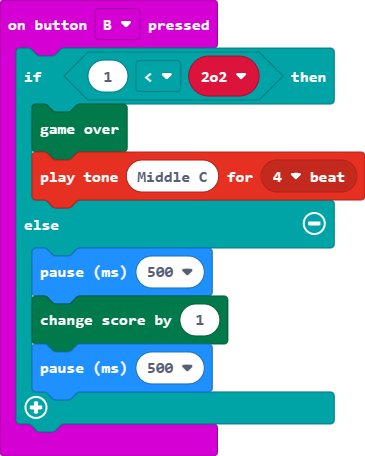 on button B pressed
if 1 < 2o2 then
game over
play tone Middle C for 4 beat
else
pause (ms) 500
change score by 1
pause (ms) 500